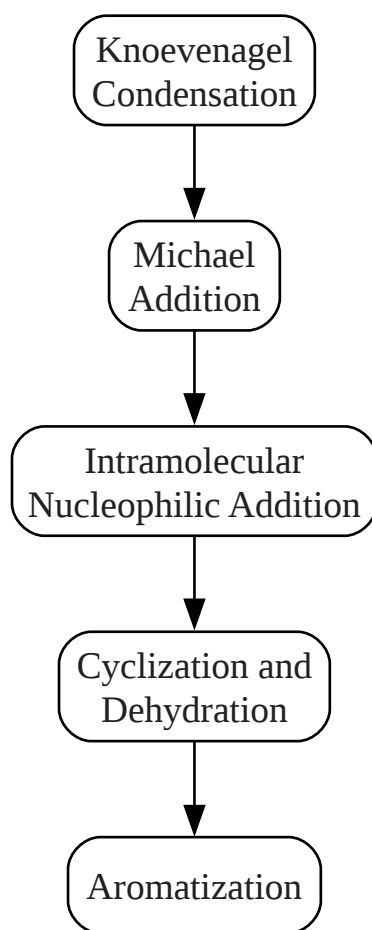 Knoevenagel
Condensation
Michael
Addition
Intramolecular
Nucleophilic Addition
Cyclization and
Dehydration
Aromatization